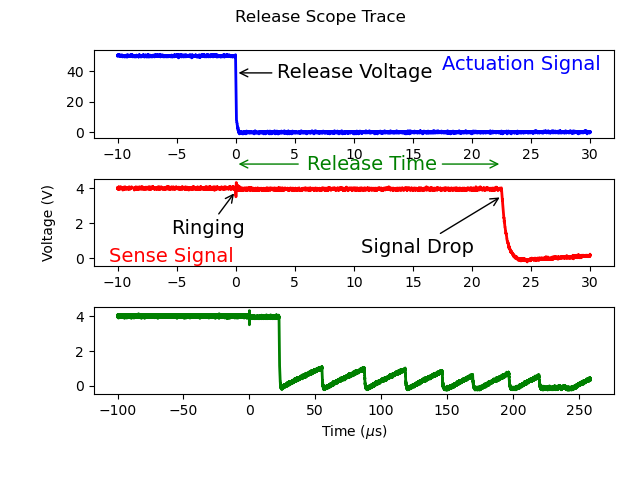 Release Scope Trace
40
20
0
Release Voltage
Actuation Signal
−10 −5 0 5 10 15 20 25 30
Release Time
Voltage (V)
4
2
0
Ringing
Signal Drop
Sense Signal
−10 −5 0 5 10 15 20 25 30
4
2
0
−100 −50 0 50 100 150 200 250
Time (μs)